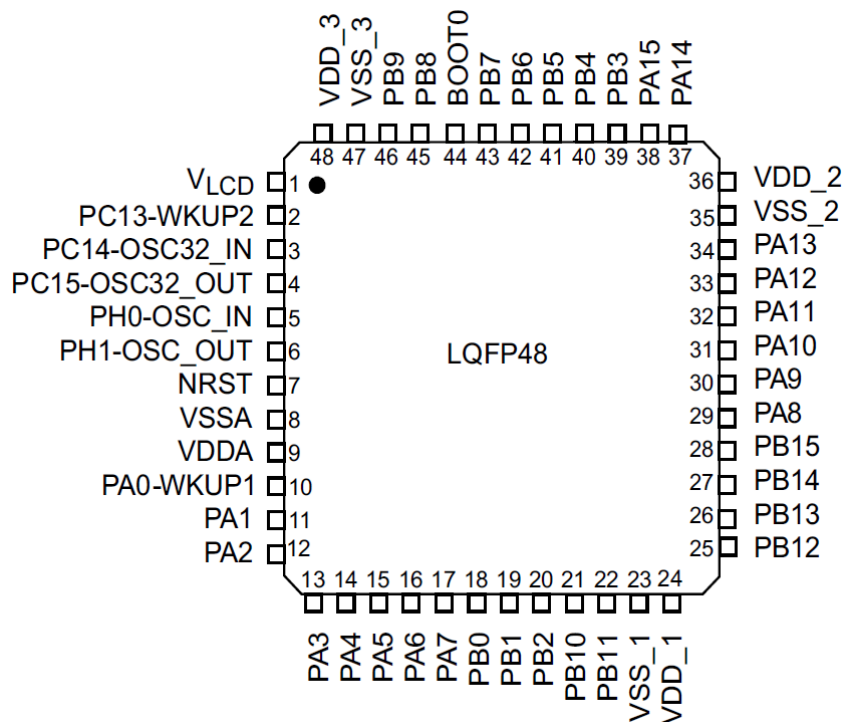 VDD_3
VSS_3
PB9
PB8
BOOT0
PB7
PB6
PB5
PB4
PB3
PA15
PA14
48 47 46 45 44 43 42 41 40 39 38 37
VLCD 1 36 VDD_2
PC13-WKUP2 2 35 VSS_2
PC14-OSC32_IN 3 34 PA13
PC15-OSC32_OUT 4 33 PA12
PH0-OSC_IN 5 32 PA11
PH1-OSC_OUT 6 31 PA10
LQFP48
NRST 7 30 PA9
VSSA 8 29 PA8
VDDA 9 28 PB15
PA0-WKUP1 10 27 PB14
PA1 11 26 PB13
PA2 12 25 PB12
13 14 15 16 17 18 19 20 21 22 23 24
PA3
PA4
PA5
PA6
PA7
PB0
PB1
PB2
PB10
PB11
VSS_1
VDD_1